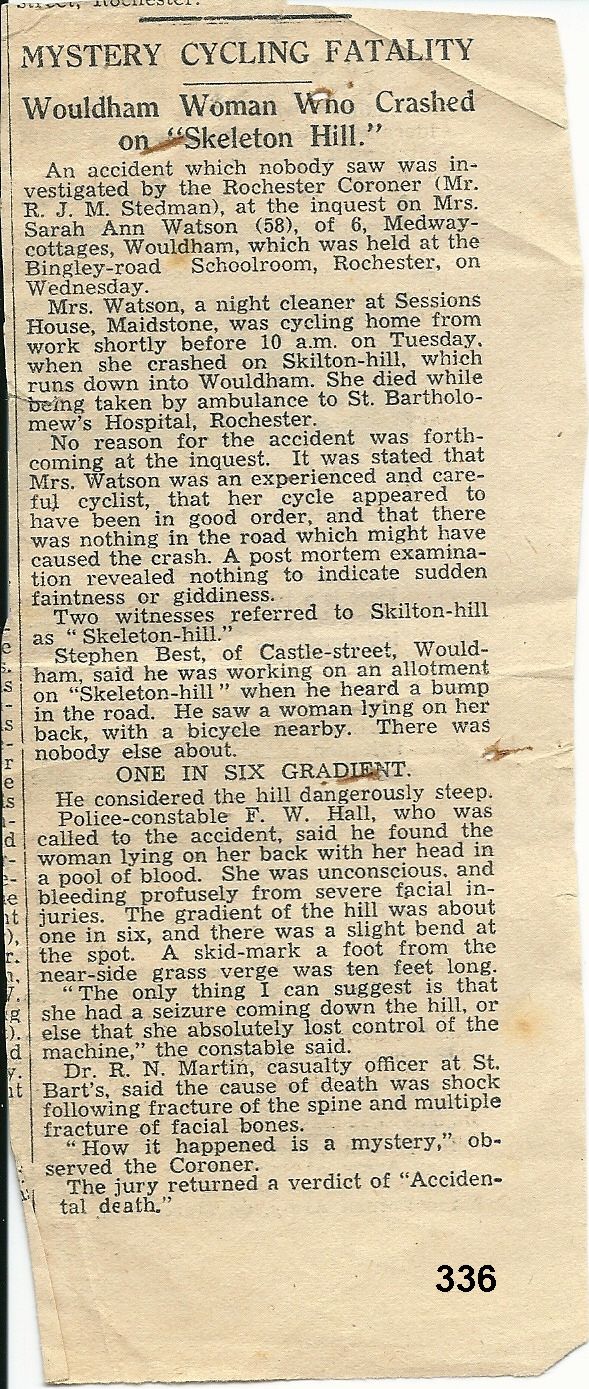 street, Rochester.
MYSTERY CYCLING FATALITY
Wouldham Woman Who Crashed
on "Skeleton Hill."
An accident which nobody saw was in-
vestigated by the Rochester Coroner (Mr.
R. J. M. Stedman), at the inquest on Mrs.
Sarah Ann Watson (58), of 6, Medway-
cottages, Wouldham, which was held at the
Bingley-road Schoolroom, Rochester, on
Wednesday.
Mrs. Watson, a night cleaner at Sessions
House, Maidstone, was cycling home from
work shortly before 10 a.m. on Tuesday,
when she crashed on Skilton-hill, which
runs down into Wouldham. She died while
being taken by ambulance to St. Bartholo-
mew's Hospital, Rochester.
No reason for the accident was forth-
coming at the inquest. It was stated that
Mrs. Watson was an experienced and care-
ful cyclist, that her cycle appeared to
have been in good order, and that there
was nothing in the road which might have
caused the crash. A post mortem examina-
tion revealed nothing to indicate sudden
faintness or giddiness.
Two witnesses referred to Skilton-hill
as "Skeleton-hill."
Stephen Best, of Castle-street, Would-
ham, said he was working on an allotment
on "Skeleton-hill" when he heard a bump
in the road. He saw a woman lying on her
back, with a bicycle nearby. There was
nobody else about.
ONE IN SIX GRADIENT.
He considered the hill dangerously steep.
Police-constable F. W. Hall, who was
called to the accident, said he found the
woman lying on her back with her head in
a pool of blood. She was unconscious, and
bleeding profusely from severe facial in-
juries. The gradient of the hill was about
one in six, and there was a slight bend at
the spot. A skid-mark a foot from the
near-side grass verge was ten feet long.
"The only thing I can suggest is that
she had a seizure coming down the hill, or
else that she absolutely lost control of the
machine," the constable said.
Dr. R. N. Martin, casualty officer at St.
Bart's, said the cause of death was shock
following fracture of the spine and multiple
fracture of facial bones.
"How it happened is a mystery," ob-
served the Coroner.
The jury returned a verdict of "Acciden-
tal death."
336